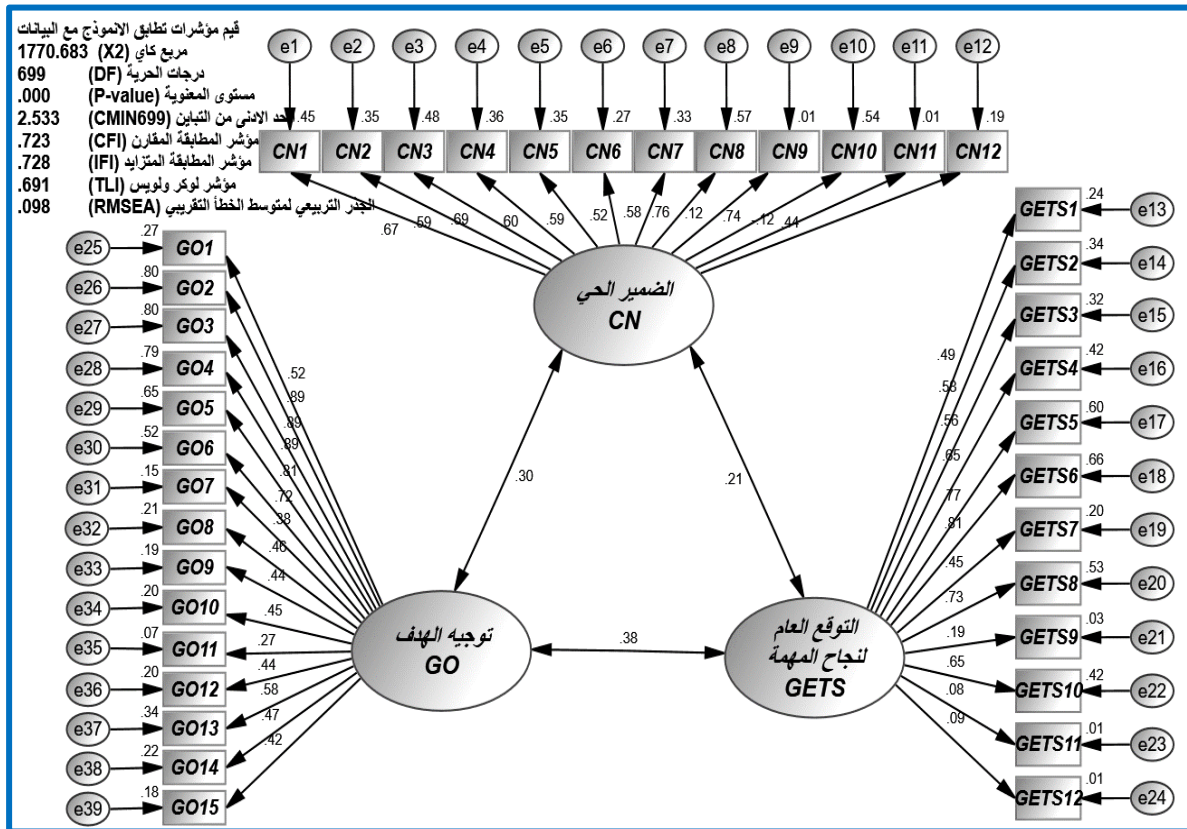 قيم مؤشرات تطابق الانموذج مع البيانات
مربع كاي (X2) 1770.683
درجات الحرية (DF) 699
مستوى المعنوية (P-value) .000
حد الادنى من التباين (CMIN699) 2.533
مؤشر المطابقة المقارن (CFI) .723
مؤشر المطابقة المتزايد (IFI) .728
مؤشر لوكر ولويس (TLI) .691
الجذر التربيعي لمتوسط الخطأ التقريبي (RMSEA) .098
e1 e2 e3 e4 e5 e6 e7 e8 e9 e10 e11 e12
.45 .35 .48 .36 .35 .27 .33 .57 .01 .54 .01 .19
CN1 CN2 CN3 CN4 CN5 CN6 CN7 CN8 CN9 CN10 CN11 CN12
.67 .59 .69 .60 .59 .52 .58 .76 .12 .74 .12 .44
الضمير الحي
CN
.30
.21
.38
e25 .27 GO1 .52
e26 .80 GO2 .89
e27 .80 GO3 .89
e28 .79 GO4 .89
e29 .65 GO5 .81
e30 .52 GO6 .72
e31 .15 GO7 .38
e32 .21 GO8 .46
e33 .19 GO9 .44
e34 .20 GO10 .45
e35 .07 GO11 .27
e36 .20 GO12 .44
e37 .34 GO13 .58
e38 .22 GO14 .47
e39 .18 GO15 .42
توجيه الهدف
GO
التوقع العام
لنجاح المهمة
GETS
.49 GETS1 .24 e13
.58 GETS2 .34 e14
.56 GETS3 .32 e15
.65 GETS4 .42 e16
.77 GETS5 .60 e17
.81 GETS6 .66 e18
.45 GETS7 .20 e19
.73 GETS8 .53 e20
.19 GETS9 .03 e21
.65 GETS10 .42 e22
.08 GETS11 .01 e23
.09 GETS12 .01 e24